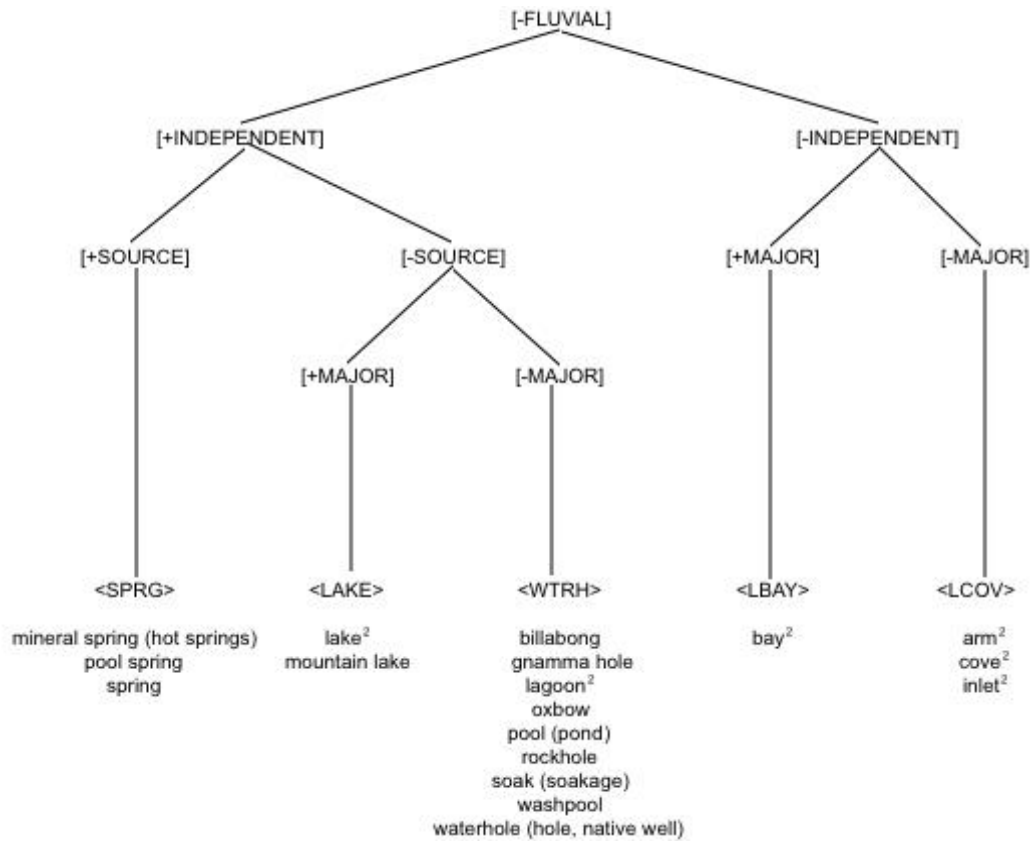 [-FLUVIAL]
[+INDEPENDENT] [-INDEPENDENT]
[+SOURCE] [-SOURCE] [+MAJOR] [-MAJOR]
[+MAJOR] [-MAJOR]
<SPRG> <LAKE> <WTRH> <LBAY> <LCOV>
mineral spring (hot springs) lake² billabong bay² arm²
pool spring mountain lake gnamma hole cove²
spring lagoon² inlet²
oxbow
pool (pond)
rockhole
soak (soakage)
washpool
waterhole (hole, native well)